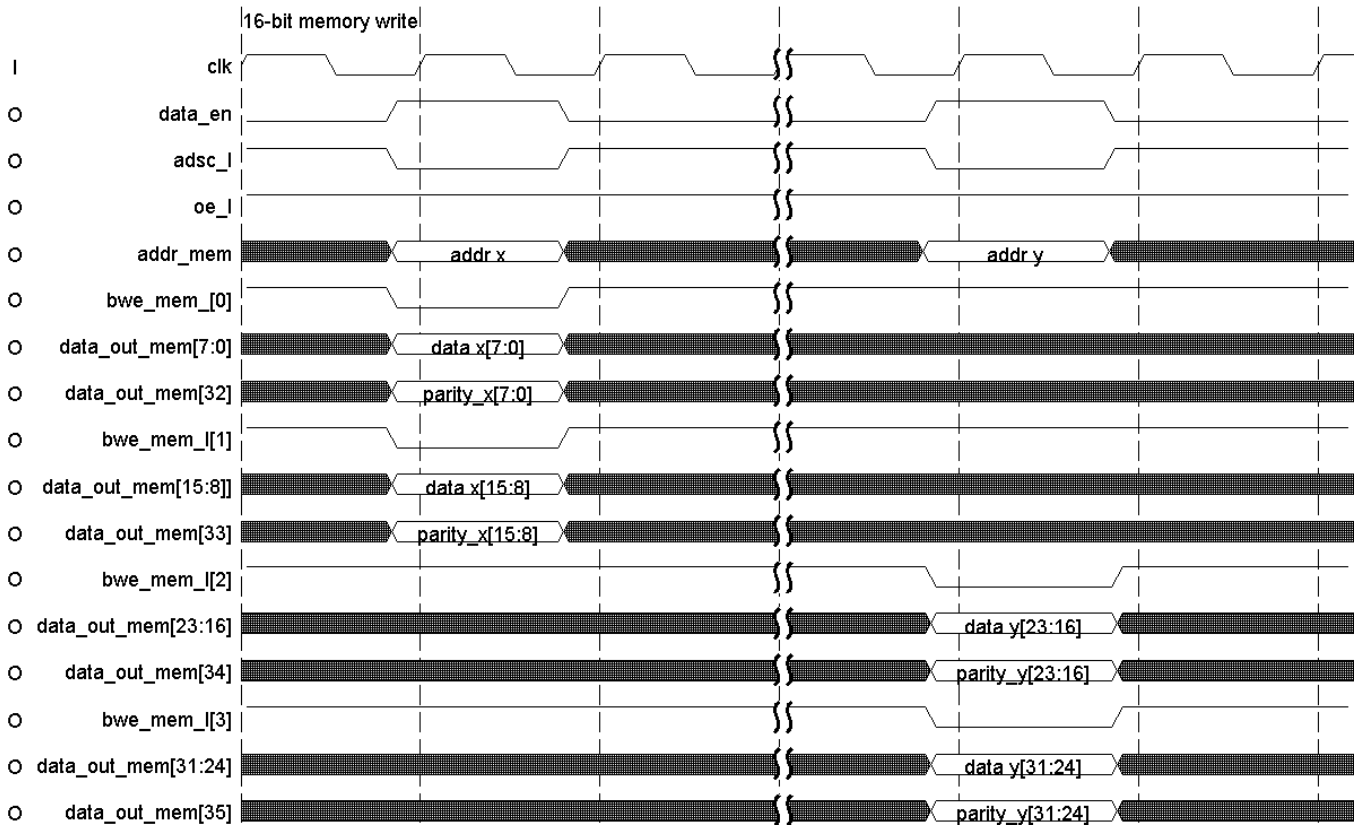 16-bit memory write
I clk
O data_en
O adsc_l
O oe_l
O addr_mem addr x addr y
O bwe_mem_[0]
O data_out_mem[7:0] data x[7:0]
O data_out_mem[32] parity_x[7:0]
O bwe_mem_l[1]
O data_out_mem[15:8]] data x[15:8]
O data_out_mem[33] parity_x[15:8]
O bwe_mem_l[2]
O data_out_mem[23:16] data y[23:16]
O data_out_mem[34] parity_y[23:16]
O bwe_mem_l[3]
O data_out_mem[31:24] data y[31:24]
O data_out_mem[35] parity_y[31:24]